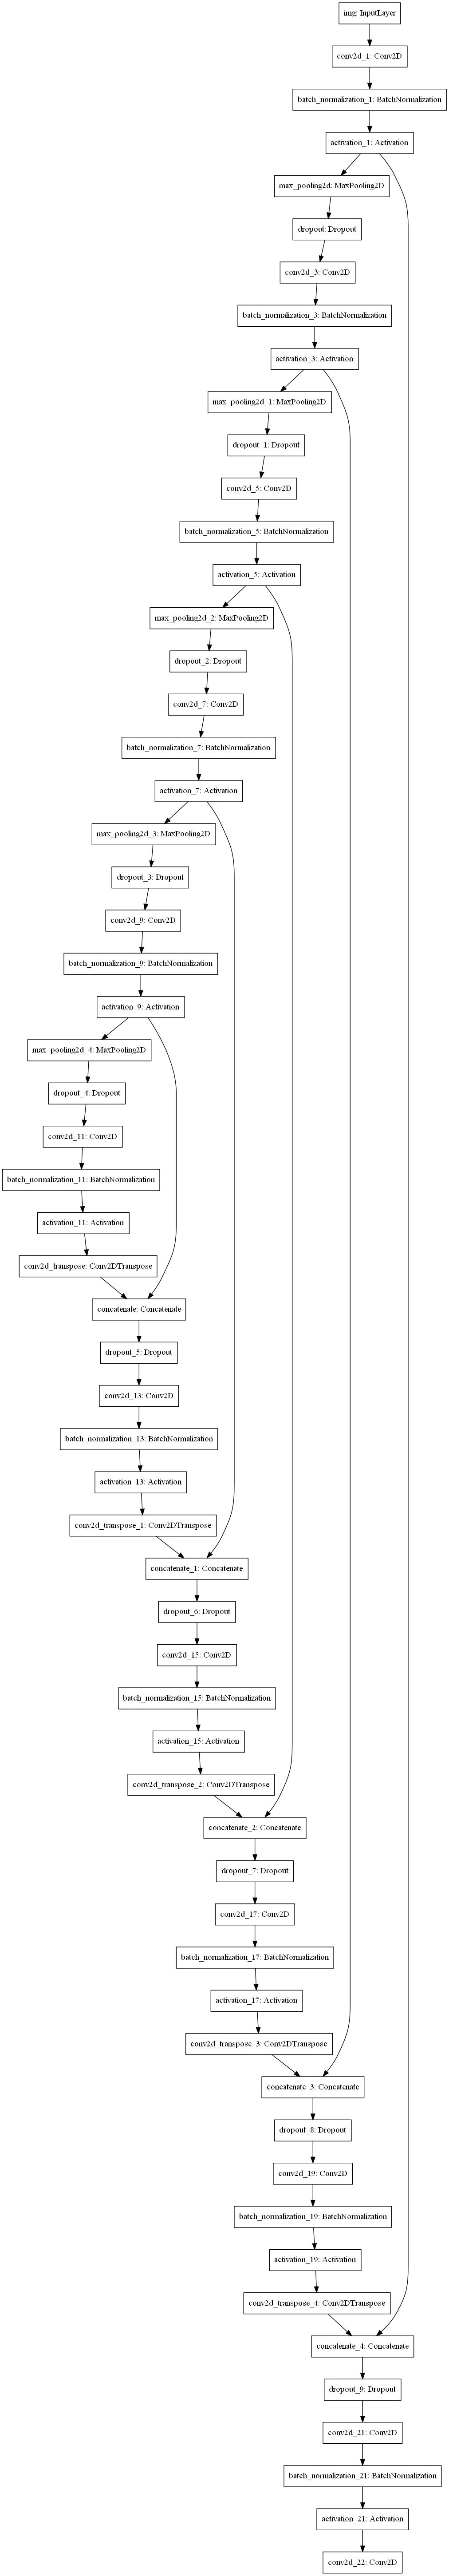 img: InputLayer
conv2d_1: Conv2D
batch_normalization_1: BatchNormalization
activation_1: Activation
max_pooling2d: MaxPooling2D
dropout: Dropout
conv2d_3: Conv2D
batch_normalization_3: BatchNormalization
activation_3: Activation
max_pooling2d_1: MaxPooling2D
dropout_1: Dropout
conv2d_5: Conv2D
batch_normalization_5: BatchNormalization
activation_5: Activation
max_pooling2d_2: MaxPooling2D
dropout_2: Dropout
conv2d_7: Conv2D
batch_normalization_7: BatchNormalization
activation_7: Activation
max_pooling2d_3: MaxPooling2D
dropout_3: Dropout
conv2d_9: Conv2D
batch_normalization_9: BatchNormalization
activation_9: Activation
max_pooling2d_4: MaxPooling2D
dropout_4: Dropout
conv2d_11: Conv2D
batch_normalization_11: BatchNormalization
activation_11: Activation
conv2d_transpose: Conv2DTranspose
concatenate: Concatenate
dropout_5: Dropout
conv2d_13: Conv2D
batch_normalization_13: BatchNormalization
activation_13: Activation
conv2d_transpose_1: Conv2DTranspose
concatenate_1: Concatenate
dropout_6: Dropout
conv2d_15: Conv2D
batch_normalization_15: BatchNormalization
activation_15: Activation
conv2d_transpose_2: Conv2DTranspose
concatenate_2: Concatenate
dropout_7: Dropout
conv2d_17: Conv2D
batch_normalization_17: BatchNormalization
activation_17: Activation
conv2d_transpose_3: Conv2DTranspose
concatenate_3: Concatenate
dropout_8: Dropout
conv2d_19: Conv2D
batch_normalization_19: BatchNormalization
activation_19: Activation
conv2d_transpose_4: Conv2DTranspose
concatenate_4: Concatenate
dropout_9: Dropout
conv2d_21: Conv2D
batch_normalization_21: BatchNormalization
activation_21: Activation
conv2d_22: Conv2D